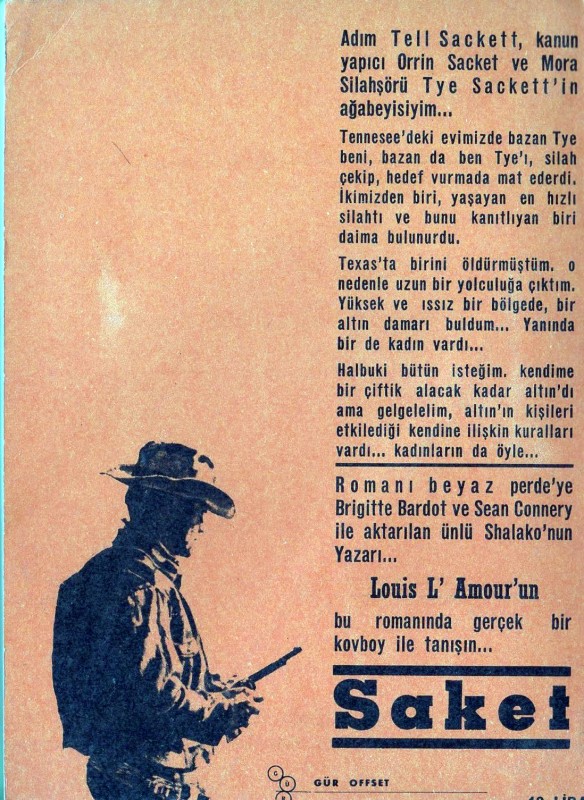 Adım Tell Sackett, kanun
yapıcı Orrin Sacket ve Mora
Silahşörü Tye Sackett'in
ağabeyisiyim...
Tennesee'deki evimizde bazan Tye
beni, bazan da ben Tye'ı, silah
çekip, hedef vurmada mat ederdi.
İkimizden biri, yaşayan en hızlı
silahtı ve bunu kanıtlıyan biri
daima bulunurdu.
Texas'ta birini öldürmüştüm. o
nedenle uzun bir yolculuğa çıktım.
Yüksek ve ıssız bir bölgede, bir
altın damarı buldum... Yanında
bir de kadın vardı...
Halbuki bütün isteğim. kendime
bir çiftik alacak kadar altın'dı
ama gelgelelim, altın'ın kişileri
etkilediği kendine ilişkin kuralları
vardı... kadınların da öyle...
Romanı beyaz perde'ye
Brigitte Bardot ve Sean Connery
ile aktarılan ünlü Shalako'nun
Yazarı...
Louis L' Amour'un
bu romanında gerçek bir
kovboy ile tanışın...
Saket
GÜR OFFSET